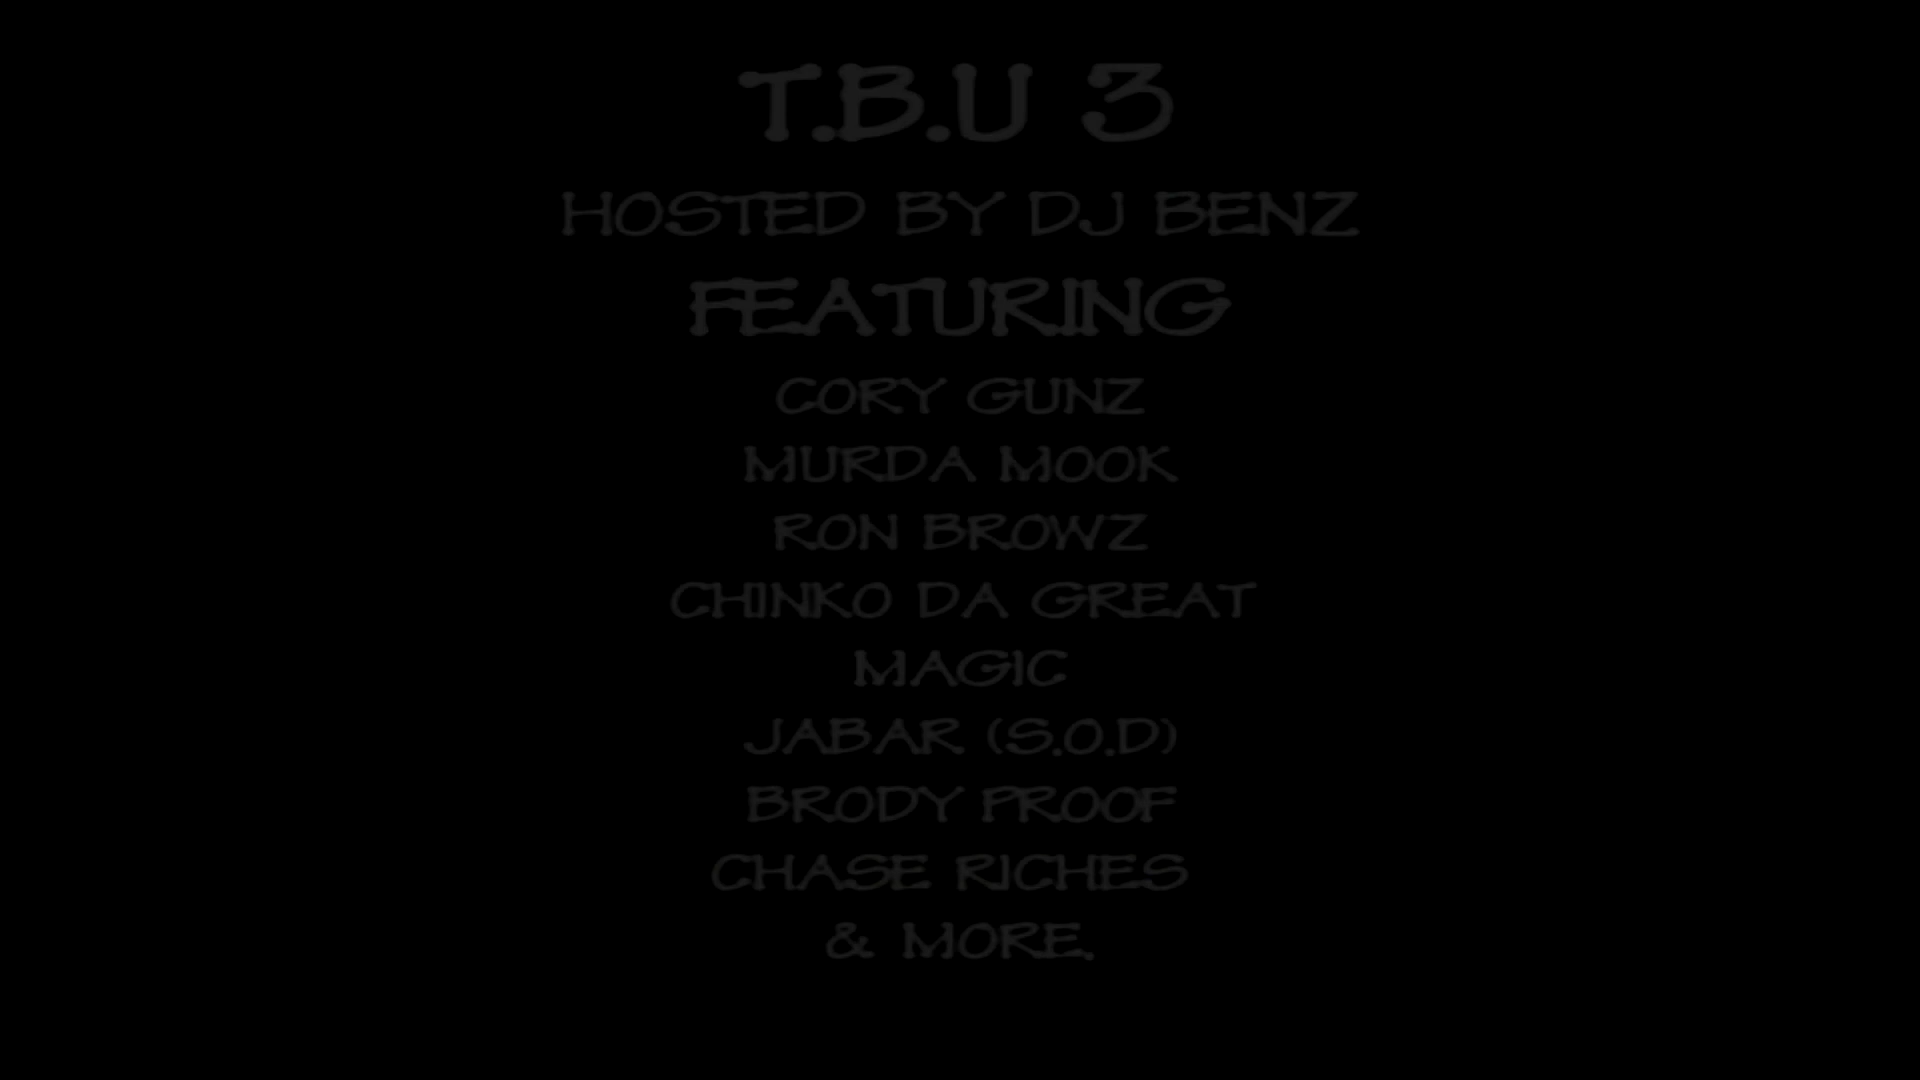 T.B.U 3
HOSTED BY DJ BENZ
FEATURING
CORY GUNZ
MURDA MOOK
RON BROWZ
CHINKO DA GREAT
MAGIC
JABAR (S.O.D)
BRODY PROOF
CHASE RICHES
& MORE.